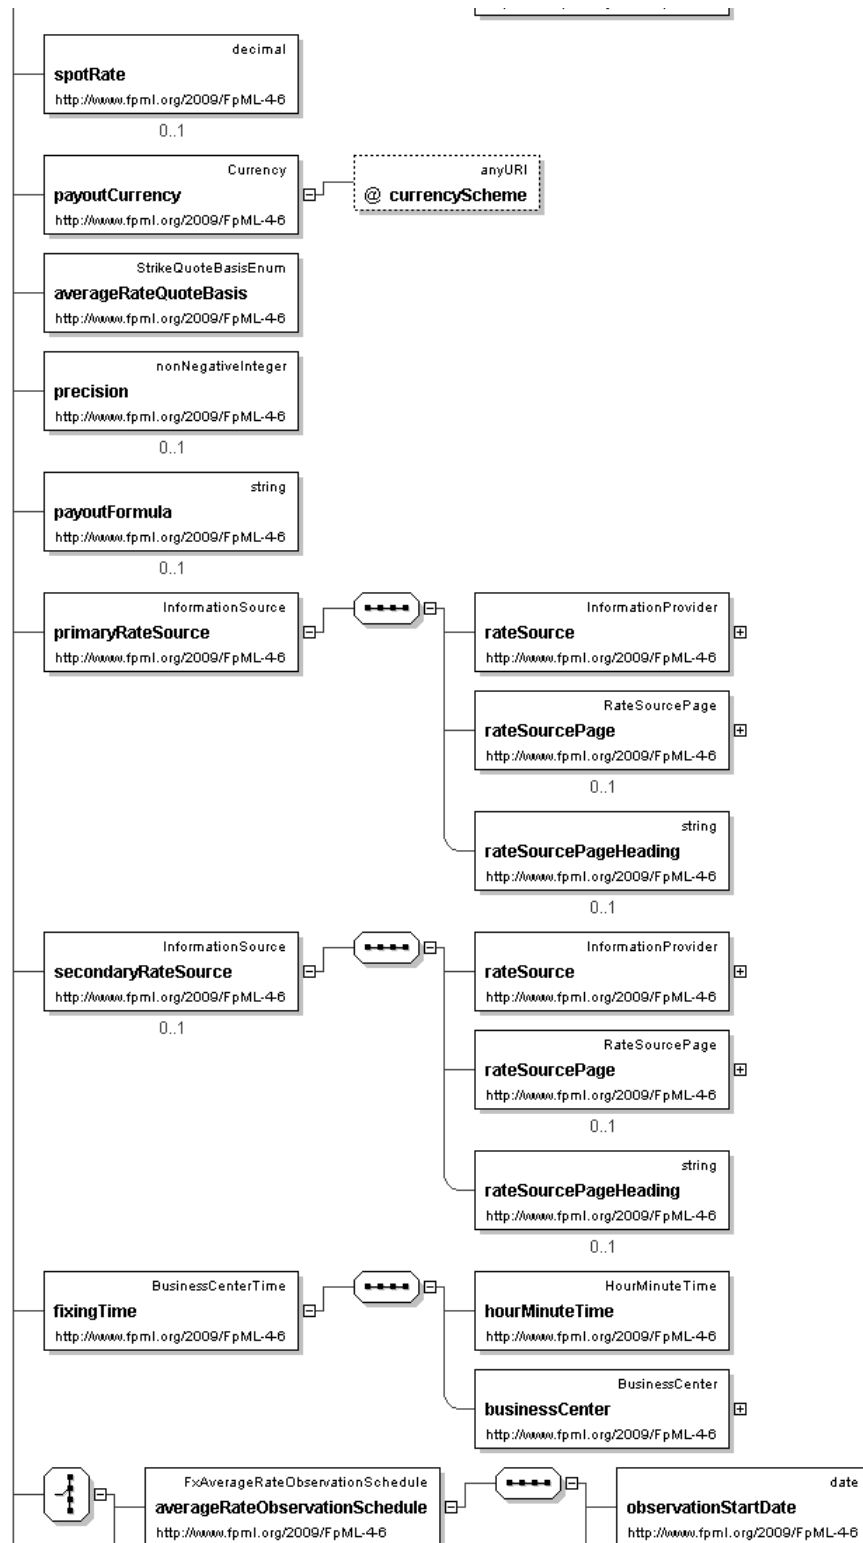 decimal
spotRate
http://www.fpml.org/2009/FpML-4-6
0..1
Currency
payoutCurrency
http://www.fpml.org/2009/FpML-4-6
anyURI
@ currencyScheme
StrikeQuoteBasisEnum
averageRateQuoteBasis
http://www.fpml.org/2009/FpML-4-6
nonNegativeInteger
precision
http://www.fpml.org/2009/FpML-4-6
0..1
string
payoutFormula
http://www.fpml.org/2009/FpML-4-6
0..1
InformationSource
primaryRateSource
http://www.fpml.org/2009/FpML-4-6
InformationProvider
rateSource
http://www.fpml.org/2009/FpML-4-6
RateSourcePage
rateSourcePage
http://www.fpml.org/2009/FpML-4-6
0..1
string
rateSourcePageHeading
http://www.fpml.org/2009/FpML-4-6
0..1
InformationSource
secondaryRateSource
http://www.fpml.org/2009/FpML-4-6
0..1
InformationProvider
rateSource
http://www.fpml.org/2009/FpML-4-6
RateSourcePage
rateSourcePage
http://www.fpml.org/2009/FpML-4-6
0..1
string
rateSourcePageHeading
http://www.fpml.org/2009/FpML-4-6
0..1
BusinessCenterTime
fixingTime
http://www.fpml.org/2009/FpML-4-6
HourMinuteTime
hourMinuteTime
http://www.fpml.org/2009/FpML-4-6
BusinessCenter
businessCenter
http://www.fpml.org/2009/FpML-4-6
FxAverageRateObservationSchedule
averageRateObservationSchedule
http://www.fpml.org/2009/FpML-4-6
date
observationStartDate
http://www.fpml.org/2009/FpML-4-6